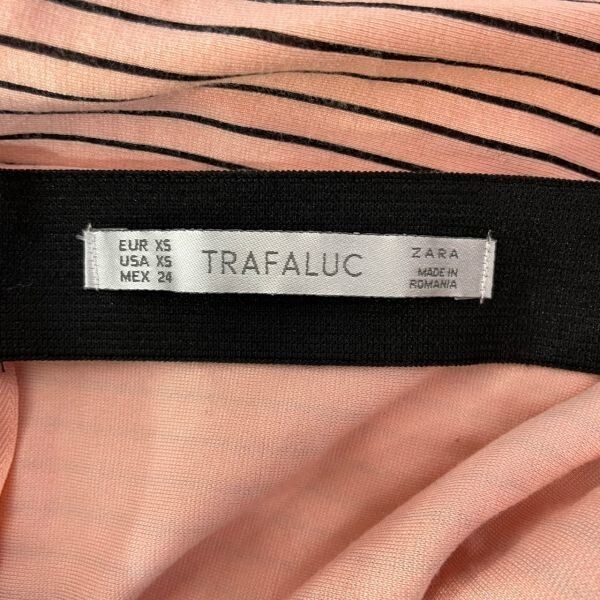 EUR XS
USA XS
MEX 24
TRAFALUC
ZARA
MADE IN
ROMANIA